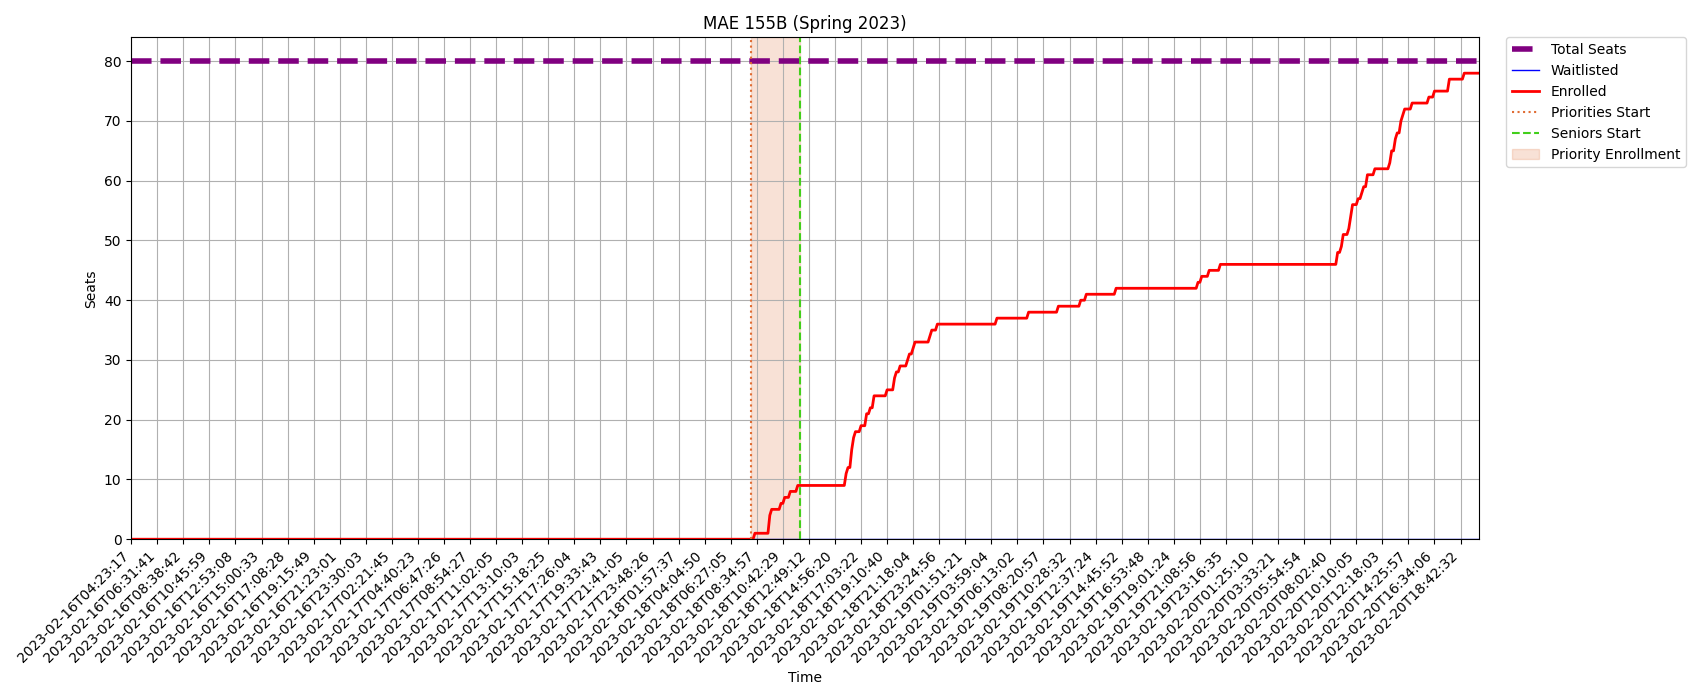 MAE 155B (Spring 2023)
Total Seats
Waitlisted
Enrolled
Priorities Start
Seniors Start
Priority Enrollment
Seats
80
70
60
50
40
30
20
10
0
2023-02-16T04:23:17
2023-02-16T06:31:41
2023-02-16T08:38:42
2023-02-16T10:45:59
2023-02-16T12:53:08
2023-02-16T15:00:33
2023-02-16T17:08:28
2023-02-16T19:15:49
2023-02-16T21:23:01
2023-02-16T23:30:03
2023-02-17T02:21:45
2023-02-17T04:40:23
2023-02-17T06:47:26
2023-02-17T08:54:27
2023-02-17T11:02:05
2023-02-17T13:10:03
2023-02-17T15:18:25
2023-02-17T17:26:04
2023-02-17T19:33:43
2023-02-17T21:41:05
2023-02-17T23:48:26
2023-02-18T01:57:37
2023-02-18T04:04:50
2023-02-18T06:27:05
2023-02-18T08:34:57
2023-02-18T10:42:29
2023-02-18T12:49:12
2023-02-18T14:56:20
2023-02-18T17:03:22
2023-02-18T19:10:40
2023-02-18T21:18:04
2023-02-18T23:24:56
2023-02-19T01:51:21
2023-02-19T03:59:04
2023-02-19T06:13:02
2023-02-19T08:20:57
2023-02-19T10:28:32
2023-02-19T12:37:24
2023-02-19T14:45:52
2023-02-19T16:53:48
2023-02-19T19:01:24
2023-02-19T21:08:56
2023-02-19T23:16:35
2023-02-20T01:25:10
2023-02-20T03:33:21
2023-02-20T05:54:54
2023-02-20T08:02:40
2023-02-20T10:10:05
2023-02-20T12:18:03
2023-02-20T14:25:57
2023-02-20T16:34:06
2023-02-20T18:42:32
Time